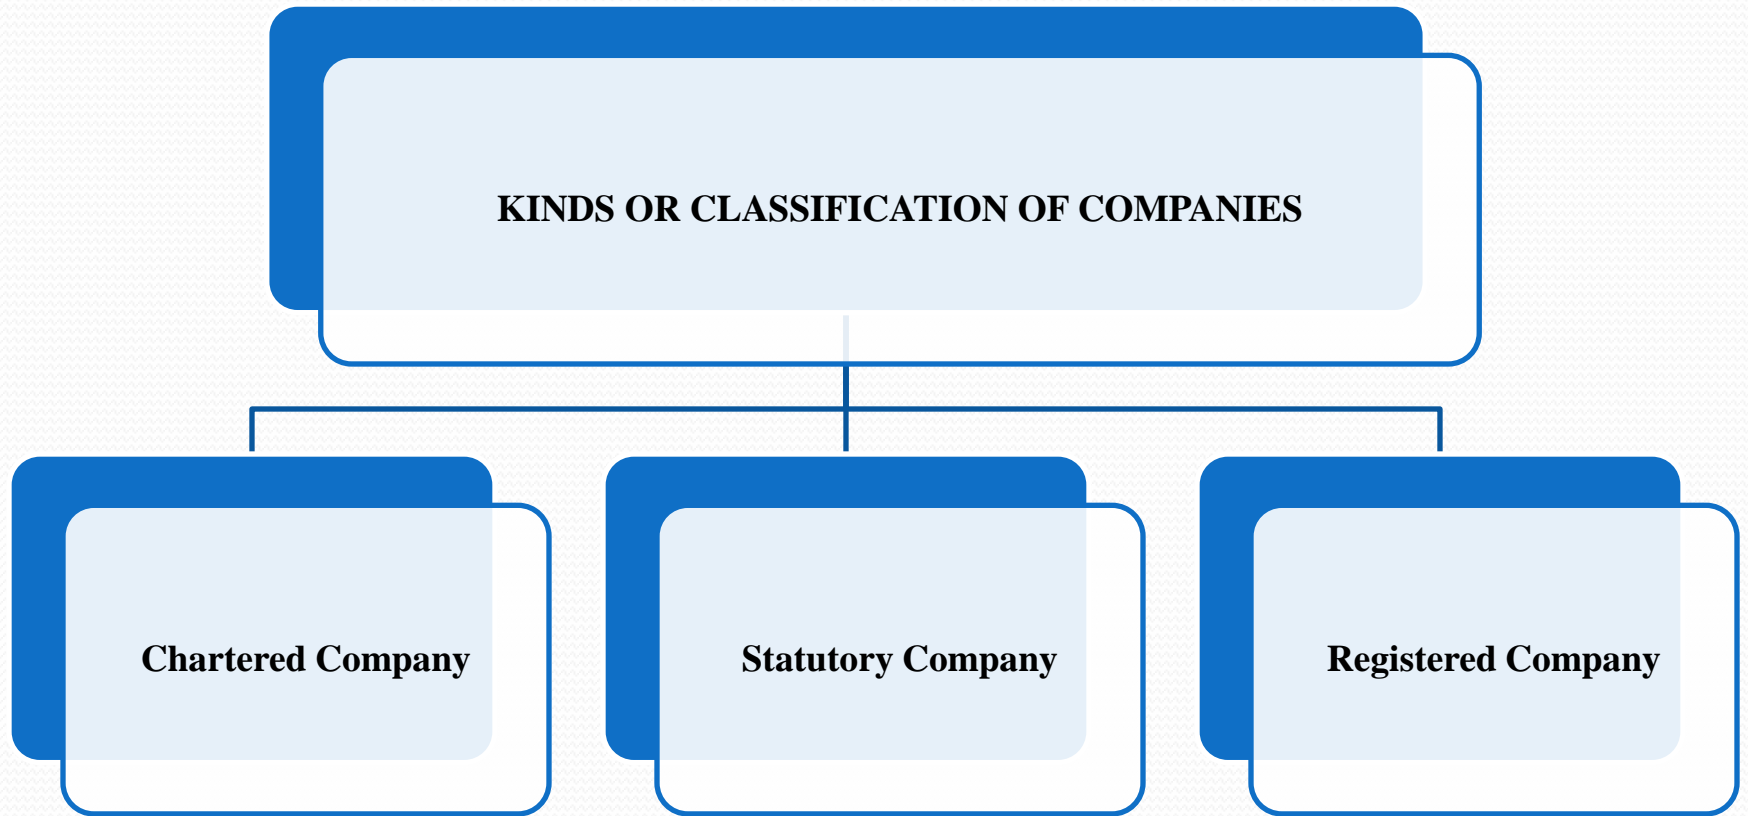 KINDS OR CLASSIFICATION OF COMPANIES
Chartered Company
Statutory Company
Registered Company